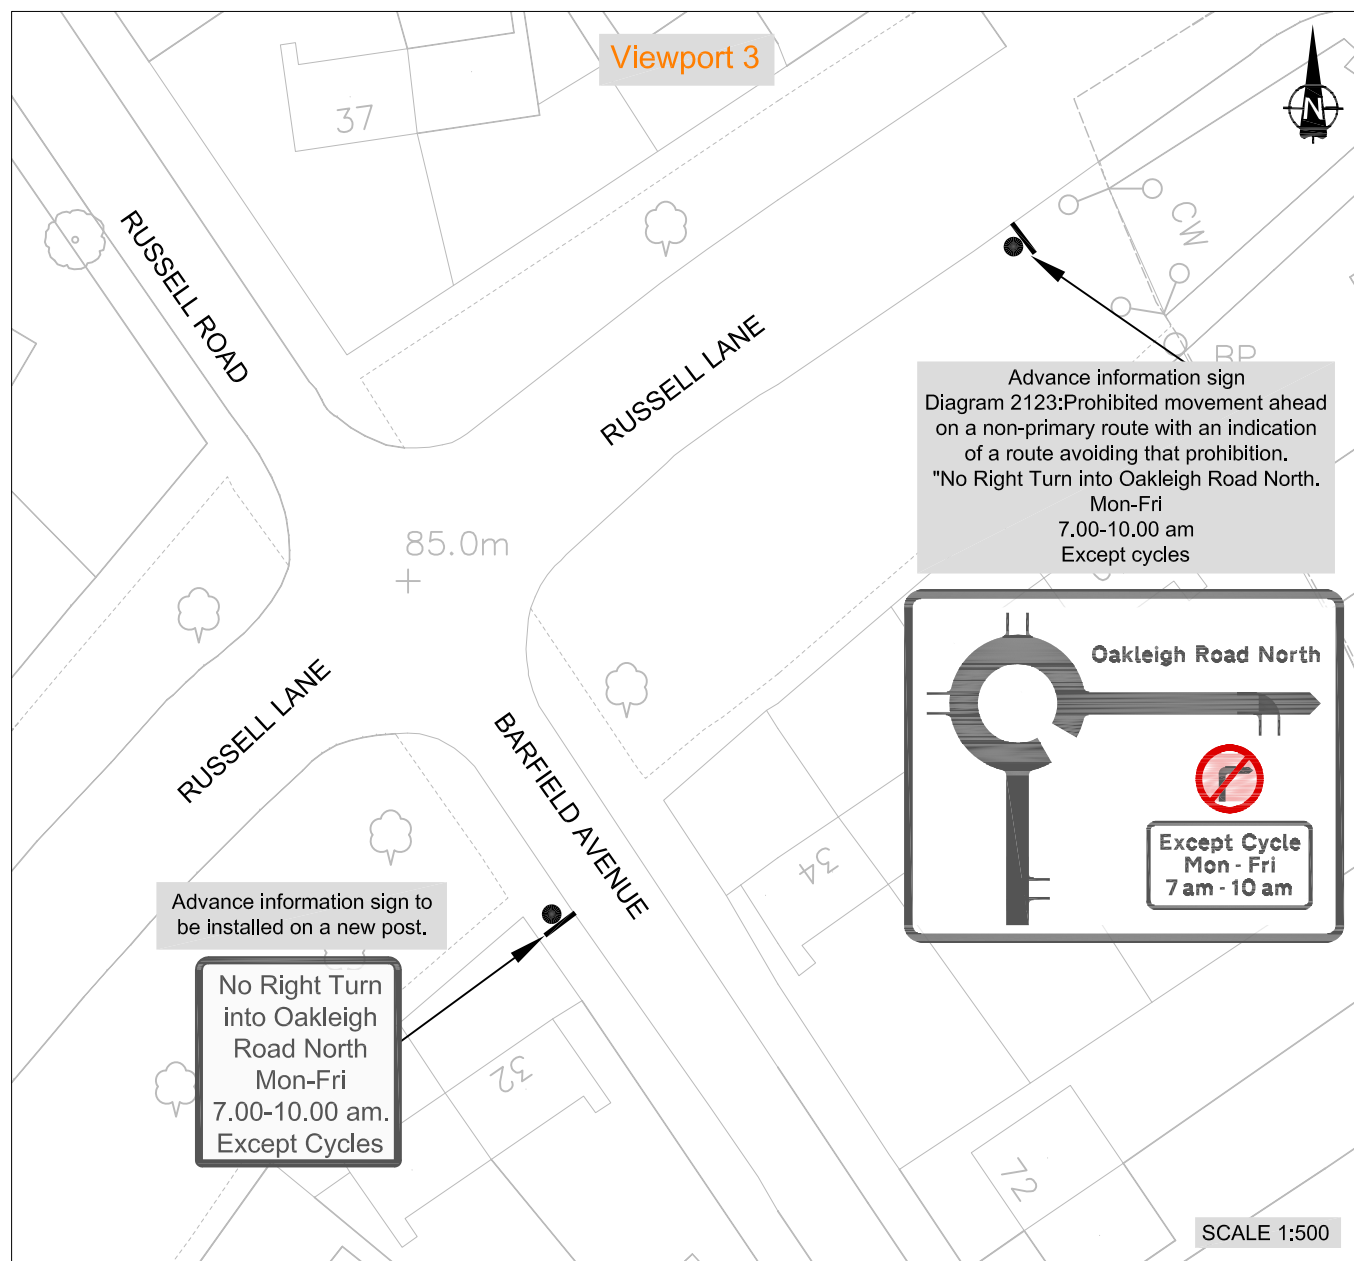 Viewport 3
N
37
RUSSELL ROAD
CW
RUSSELL LANE
BP
Advance information sign
Diagram 2123:Prohibited movement ahead
on a non-primary route with an indication
of a route avoiding that prohibition.
"No Right Turn into Oakleigh Road North.
Mon-Fri
7.00-10.00 am
Except cycles
85.0m
Oakleigh Road North
Except Cycle
Mon - Fri
7 am - 10 am
RUSSELL LANE
BARFIELD AVENUE
34
Advance information sign to
be installed on a new post.
No Right Turn
into Oakleigh
Road North
Mon-Fri
7.00-10.00 am.
Except Cycles
32
72
SCALE 1:500